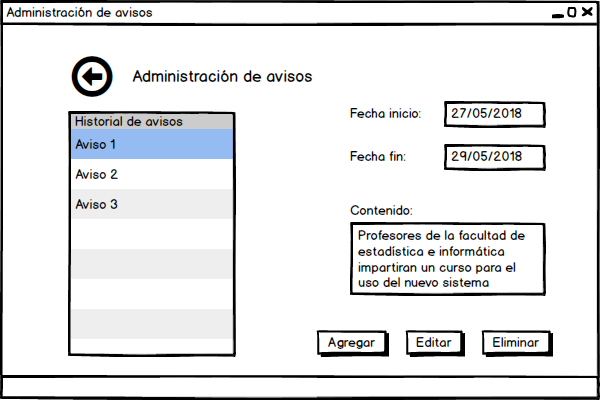 Administración de avisos
Administración de avisos
Historial de avisos
Aviso 1
Aviso 2
Aviso 3
Fecha inicio: 27/05/2018
Fecha fin: 29/05/2018
Contenido:
Profesores de la facultad de
estadística e informática
impartiran un curso para el
uso del nuevo sistema
Agregar Editar Eliminar